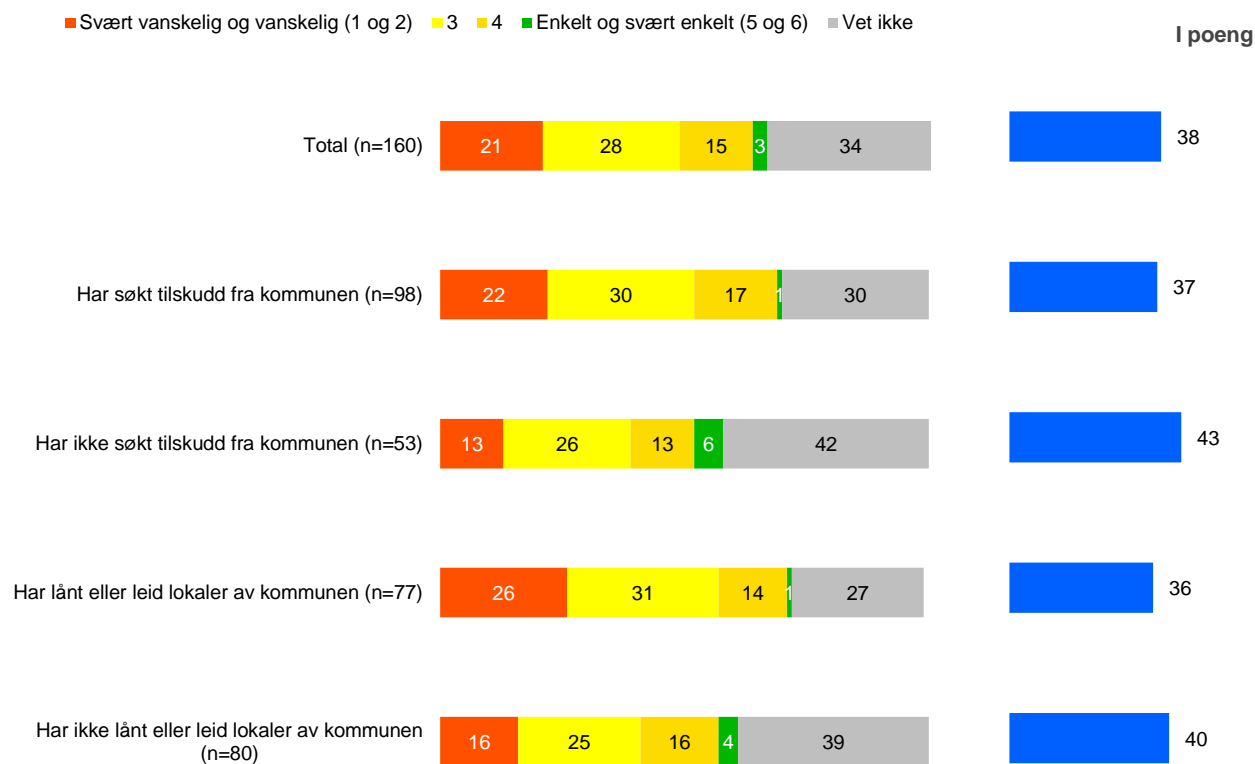 Svært vanskelig og vanskelig (1 og 2) 3 4 Enkelt og svært enkelt (5 og 6) Vet ikke
I poeng
Total (n=160) 21 28 15 3 34 38
Har søkt tilskudd fra kommunen (n=98) 22 30 17 1 30 37
Har ikke søkt tilskudd fra kommunen (n=53) 13 26 13 6 42 43
Har lånt eller leid lokaler av kommunen (n=77) 26 31 14 1 27 36
Har ikke lånt eller leid lokaler av kommunen
(n=80) 16 25 16 4 39 40